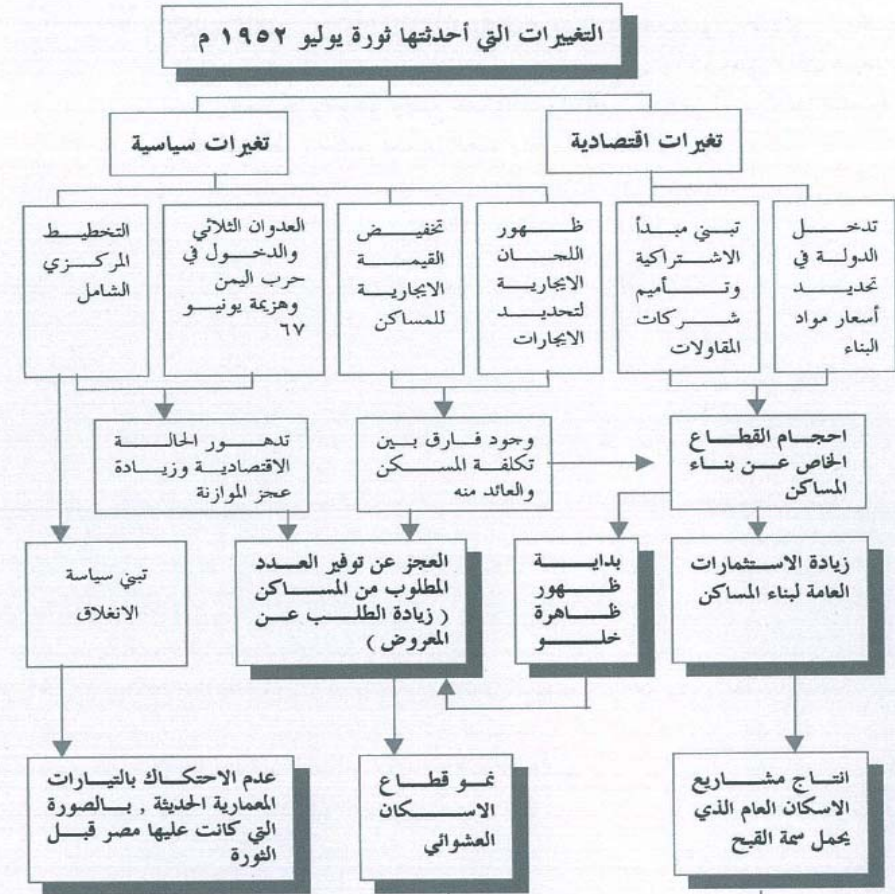 التغييرات التي أحدثتها ثورة يوليو ١٩٥٢ م
تغيرات اقتصادية
تغيرات سياسية
تدخل
الدولة في
تحديد
أسعار مواد
البناء
تبني مبدأ
الاشتراكية
وتأميم
شركات
المقاولات
ظهور
اللجان
الايجارية
لتحديد
الايجارات
تخفيض
القيمة
الايجارية
للمساكن
العدوان الثلاثي
والدخول في
حرب اليمن
وهزيمة يونيو
٦٧
التخطيط
المركزي
الشامل
احجام القطاع
الخاص عن بناء
المساكن
وجود فارق بين
تكلفة المسكن
والعائد منه
تدهور الحالة
الاقتصادية وزيادة
عجز الموازنة
زيادة الاستثمارات
العامة لبناء المساكن
بداية
ظهور
ظاهرة
خلو
العجز عن توفير العدد
المطلوب من المساكن
( زيادة الطلب عن
المعروض )
تبني سياسة
الانغلاق
انتاج مشاريع
الاسكان العام الذي
يحمل سمة القبح
نمو قطاع
الاسكان
العشوائي
عدم الاحتكاك بالتيارات
المعمارية الحديثة , بالصورة
التي كانت عليها مصر قبل
الثورة